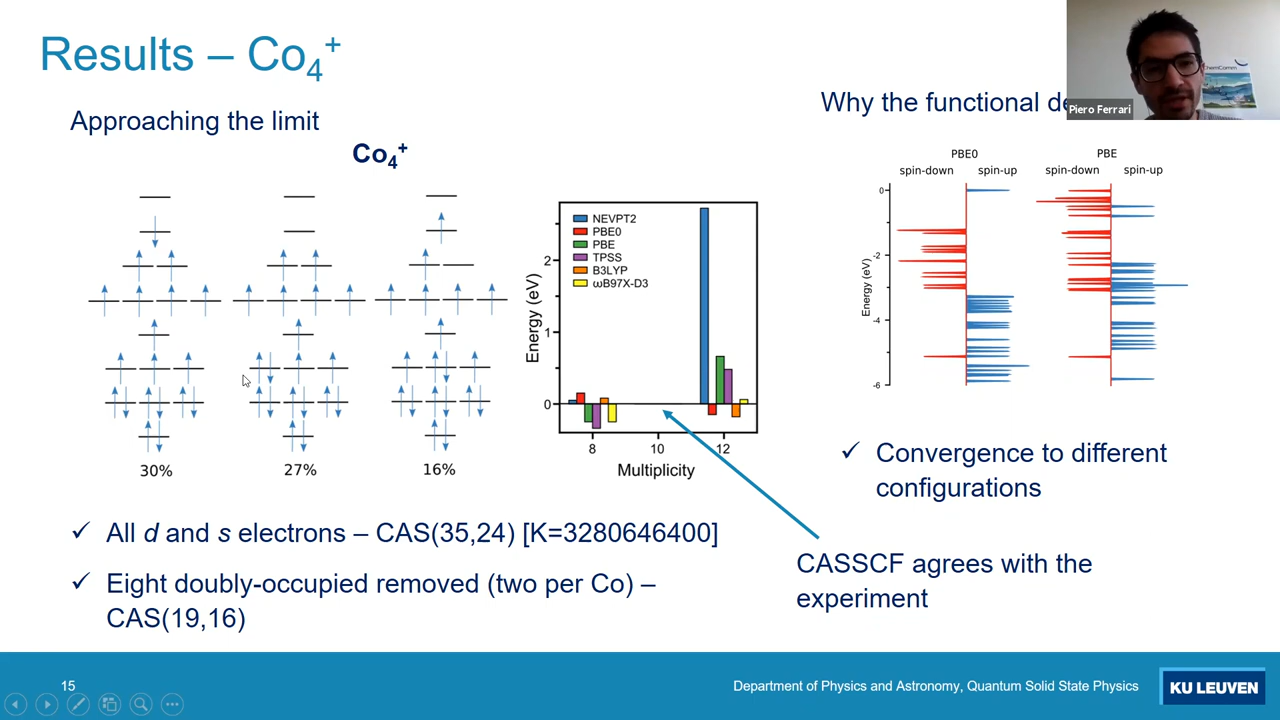 Results – Co₄⁺
Approaching the limit
Co₄⁺
30%
27%
16%
NEVPT2
PBE0
PBE
TPSS
B3LYP
ωB97X-D3
Energy (eV)
2
1
0
8
10
12
Multiplicity
Why the functional
Piero Ferrari
ChemComm
PBE0
PBE
spin-down
spin-up
spin-down
spin-up
Energy (eV)
0
-2
-4
-6
✓ Convergence to different
configurations
✓ All d and s electrons – CAS(35,24) [K=3280646400]
✓ Eight doubly-occupied removed (two per Co) –
CAS(19,16)
CASSCF agrees with the
experiment
15
Department of Physics and Astronomy, Quantum Solid State Physics
KU LEUVEN